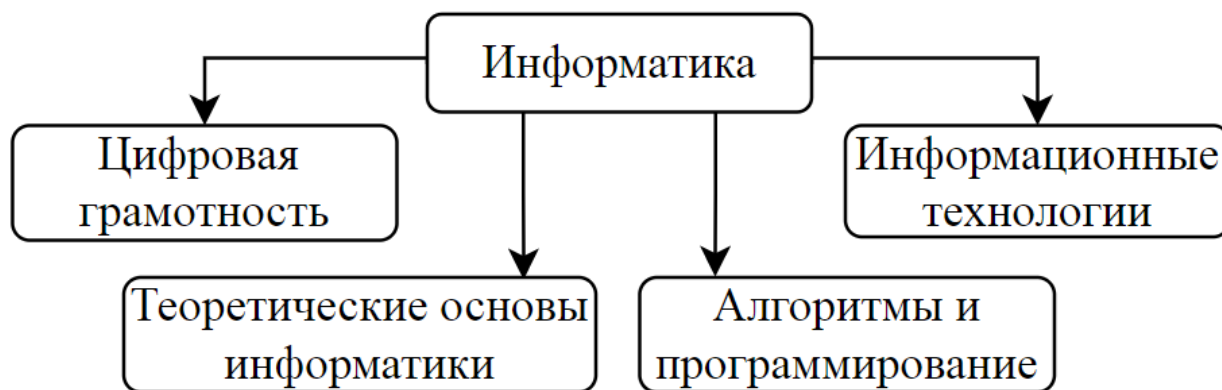 Информатика
Цифровая
грамотность
Информационные
технологии
Теоретические основы
информатики
Алгоритмы и
программирование